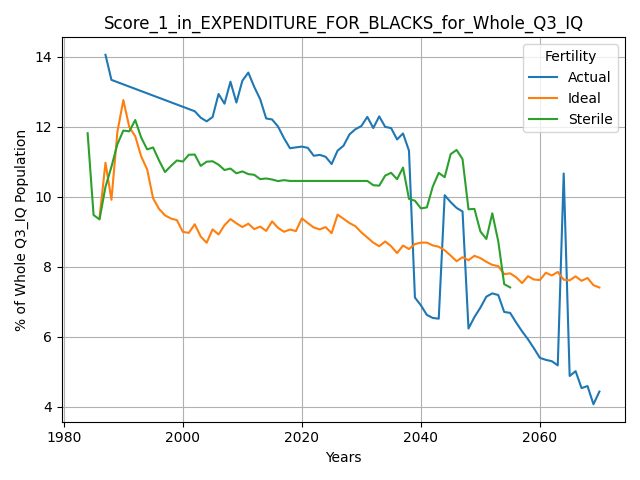 Score_1_in_EXPENDITURE_FOR_BLACKS_for_Whole_Q3_IQ
% of Whole Q3_IQ Population
14
12
10
8
6
4
Fertility
Actual
Ideal
Sterile
1980 2000 2020 2040 2060
Years